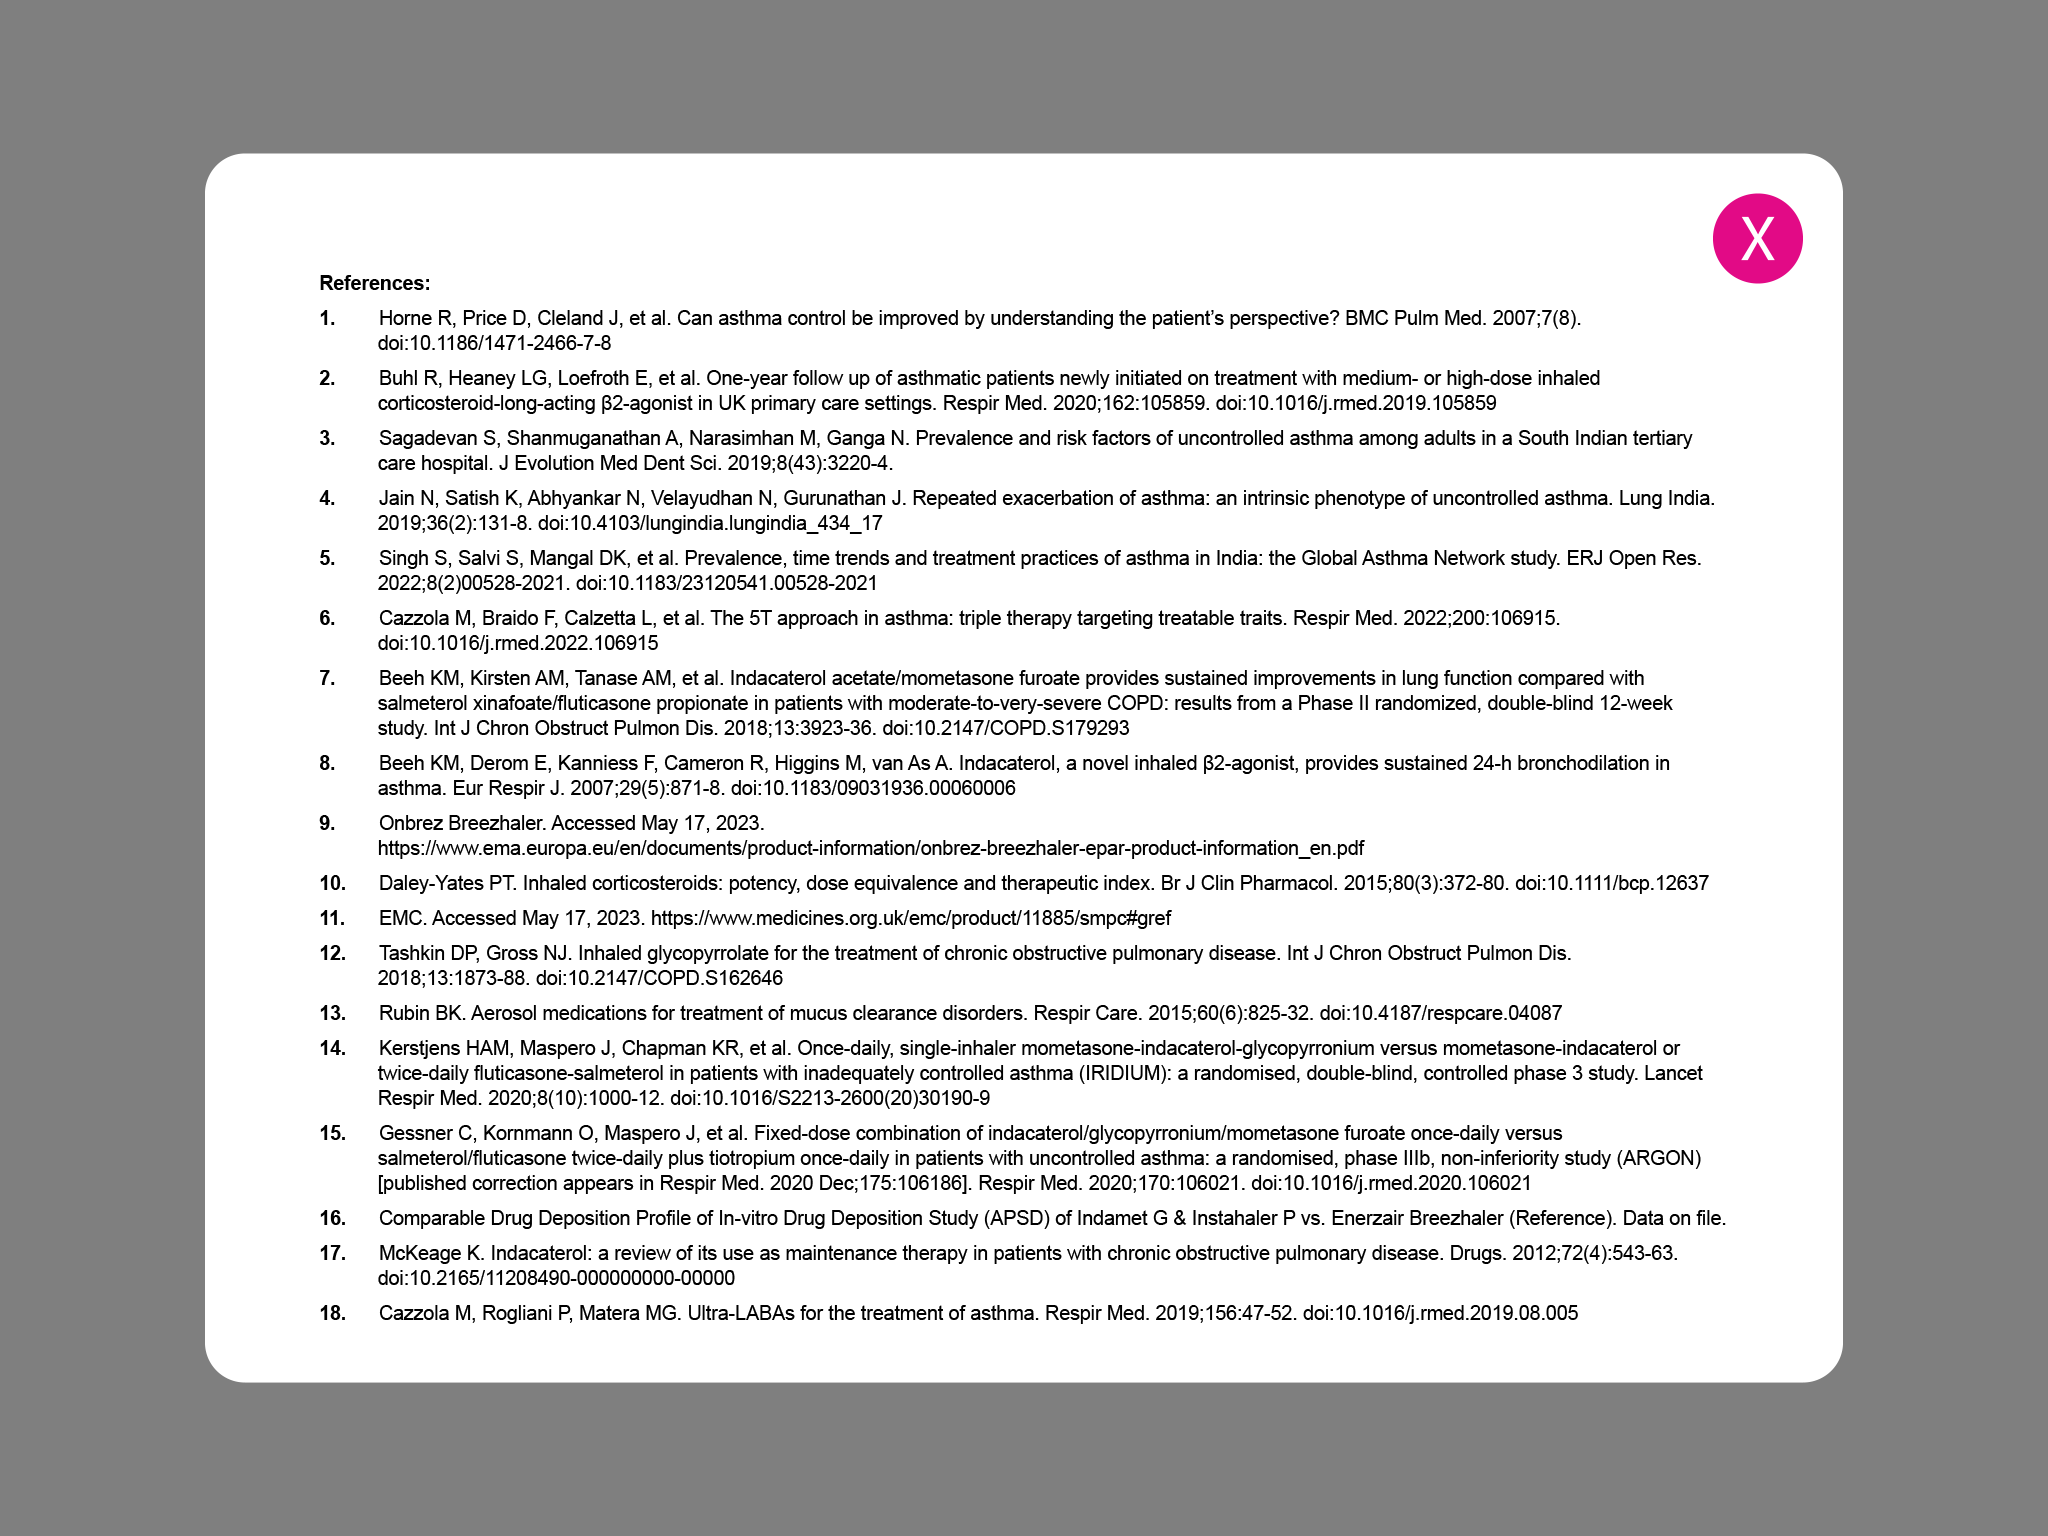 X
References:
1. Horne R, Price D, Cleland J, et al. Can asthma control be improved by understanding the patient’s perspective? BMC Pulm Med. 2007;7(8).
doi:10.1186/1471-2466-7-8
2. Buhl R, Heaney LG, Loefroth E, et al. One-year follow up of asthmatic patients newly initiated on treatment with medium- or high-dose inhaled
corticosteroid-long-acting β2-agonist in UK primary care settings. Respir Med. 2020;162:105859. doi:10.1016/j.rmed.2019.105859
3. Sagadevan S, Shanmuganathan A, Narasimhan M, Ganga N. Prevalence and risk factors of uncontrolled asthma among adults in a South Indian tertiary
care hospital. J Evolution Med Dent Sci. 2019;8(43):3220-4.
4. Jain N, Satish K, Abhyankar N, Velayudhan N, Gurunathan J. Repeated exacerbation of asthma: an intrinsic phenotype of uncontrolled asthma. Lung India.
2019;36(2):131-8. doi:10.4103/lungindia.lungindia_434_17
5. Singh S, Salvi S, Mangal DK, et al. Prevalence, time trends and treatment practices of asthma in India: the Global Asthma Network study. ERJ Open Res.
2022;8(2)00528-2021. doi:10.1183/23120541.00528-2021
6. Cazzola M, Braido F, Calzetta L, et al. The 5T approach in asthma: triple therapy targeting treatable traits. Respir Med. 2022;200:106915.
doi:10.1016/j.rmed.2022.106915
7. Beeh KM, Kirsten AM, Tanase AM, et al. Indacaterol acetate/mometasone furoate provides sustained improvements in lung function compared with
salmeterol xinafoate/fluticasone propionate in patients with moderate-to-very-severe COPD: results from a Phase II randomized, double-blind 12-week
study. Int J Chron Obstruct Pulmon Dis. 2018;13:3923-36. doi:10.2147/COPD.S179293
8. Beeh KM, Derom E, Kanniess F, Cameron R, Higgins M, van As A. Indacaterol, a novel inhaled β2-agonist, provides sustained 24-h bronchodilation in
asthma. Eur Respir J. 2007;29(5):871-8. doi:10.1183/09031936.00060006
9. Onbrez Breezhaler. Accessed May 17, 2023.
https://www.ema.europa.eu/en/documents/product-information/onbrez-breezhaler-epar-product-information_en.pdf
10. Daley-Yates PT. Inhaled corticosteroids: potency, dose equivalence and therapeutic index. Br J Clin Pharmacol. 2015;80(3):372-80. doi:10.1111/bcp.12637
11. EMC. Accessed May 17, 2023. https://www.medicines.org.uk/emc/product/11885/smpc#gref
12. Tashkin DP, Gross NJ. Inhaled glycopyrrolate for the treatment of chronic obstructive pulmonary disease. Int J Chron Obstruct Pulmon Dis.
2018;13:1873-88. doi:10.2147/COPD.S162646
13. Rubin BK. Aerosol medications for treatment of mucus clearance disorders. Respir Care. 2015;60(6):825-32. doi:10.4187/respcare.04087
14. Kerstjens HAM, Maspero J, Chapman KR, et al. Once-daily, single-inhaler mometasone-indacaterol-glycopyrronium versus mometasone-indacaterol or
twice-daily fluticasone-salmeterol in patients with inadequately controlled asthma (IRIDIUM): a randomised, double-blind, controlled phase 3 study. Lancet
Respir Med. 2020;8(10):1000-12. doi:10.1016/S2213-2600(20)30190-9
15. Gessner C, Kornmann O, Maspero J, et al. Fixed-dose combination of indacaterol/glycopyrronium/mometasone furoate once-daily versus
salmeterol/fluticasone twice-daily plus tiotropium once-daily in patients with uncontrolled asthma: a randomised, phase IIIb, non-inferiority study (ARGON)
[published correction appears in Respir Med. 2020 Dec;175:106186]. Respir Med. 2020;170:106021. doi:10.1016/j.rmed.2020.106021
16. Comparable Drug Deposition Profile of In-vitro Drug Deposition Study (APSD) of Indamet G & Instahaler P vs. Enerzair Breezhaler (Reference). Data on file.
17. McKeage K. Indacaterol: a review of its use as maintenance therapy in patients with chronic obstructive pulmonary disease. Drugs. 2012;72(4):543-63.
doi:10.2165/11208490-000000000-00000
18. Cazzola M, Rogliani P, Matera MG. Ultra-LABAs for the treatment of asthma. Respir Med. 2019;156:47-52. doi:10.1016/j.rmed.2019.08.005